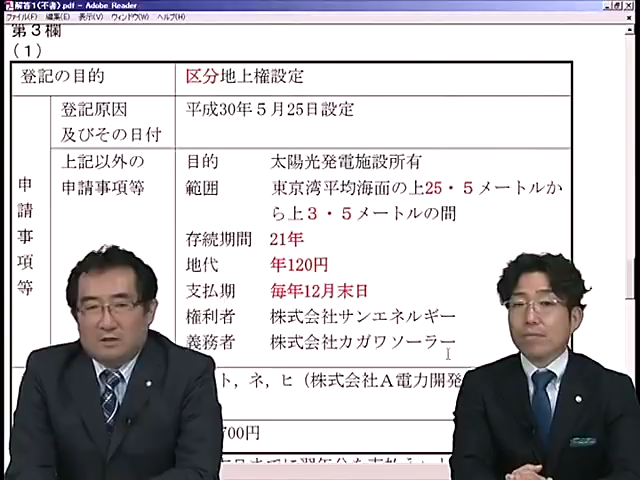 解答1(不書).pdf - Adobe Reader
ファイル(F) 編集(E) 表示(V) ウィンドウ(W) ヘルプ(H)
第3欄
（1）
登記の目的 区分地上権設定
登記原因 平成30年５月25日設定
及びその日付
上記以外の 目的 太陽光発電施設所有
申請事項等 範囲 東京湾平均海面の上25・５メートルか
ら上３・５メートルの間
存続期間 21年
地代 年120円
支払期 毎年12月末日
権利者 株式会社サンエネルギー
義務者 株式会社カガワソーラー
申請事項等
ト，ネ，ヒ（株式会社Ａ電力開発
700円